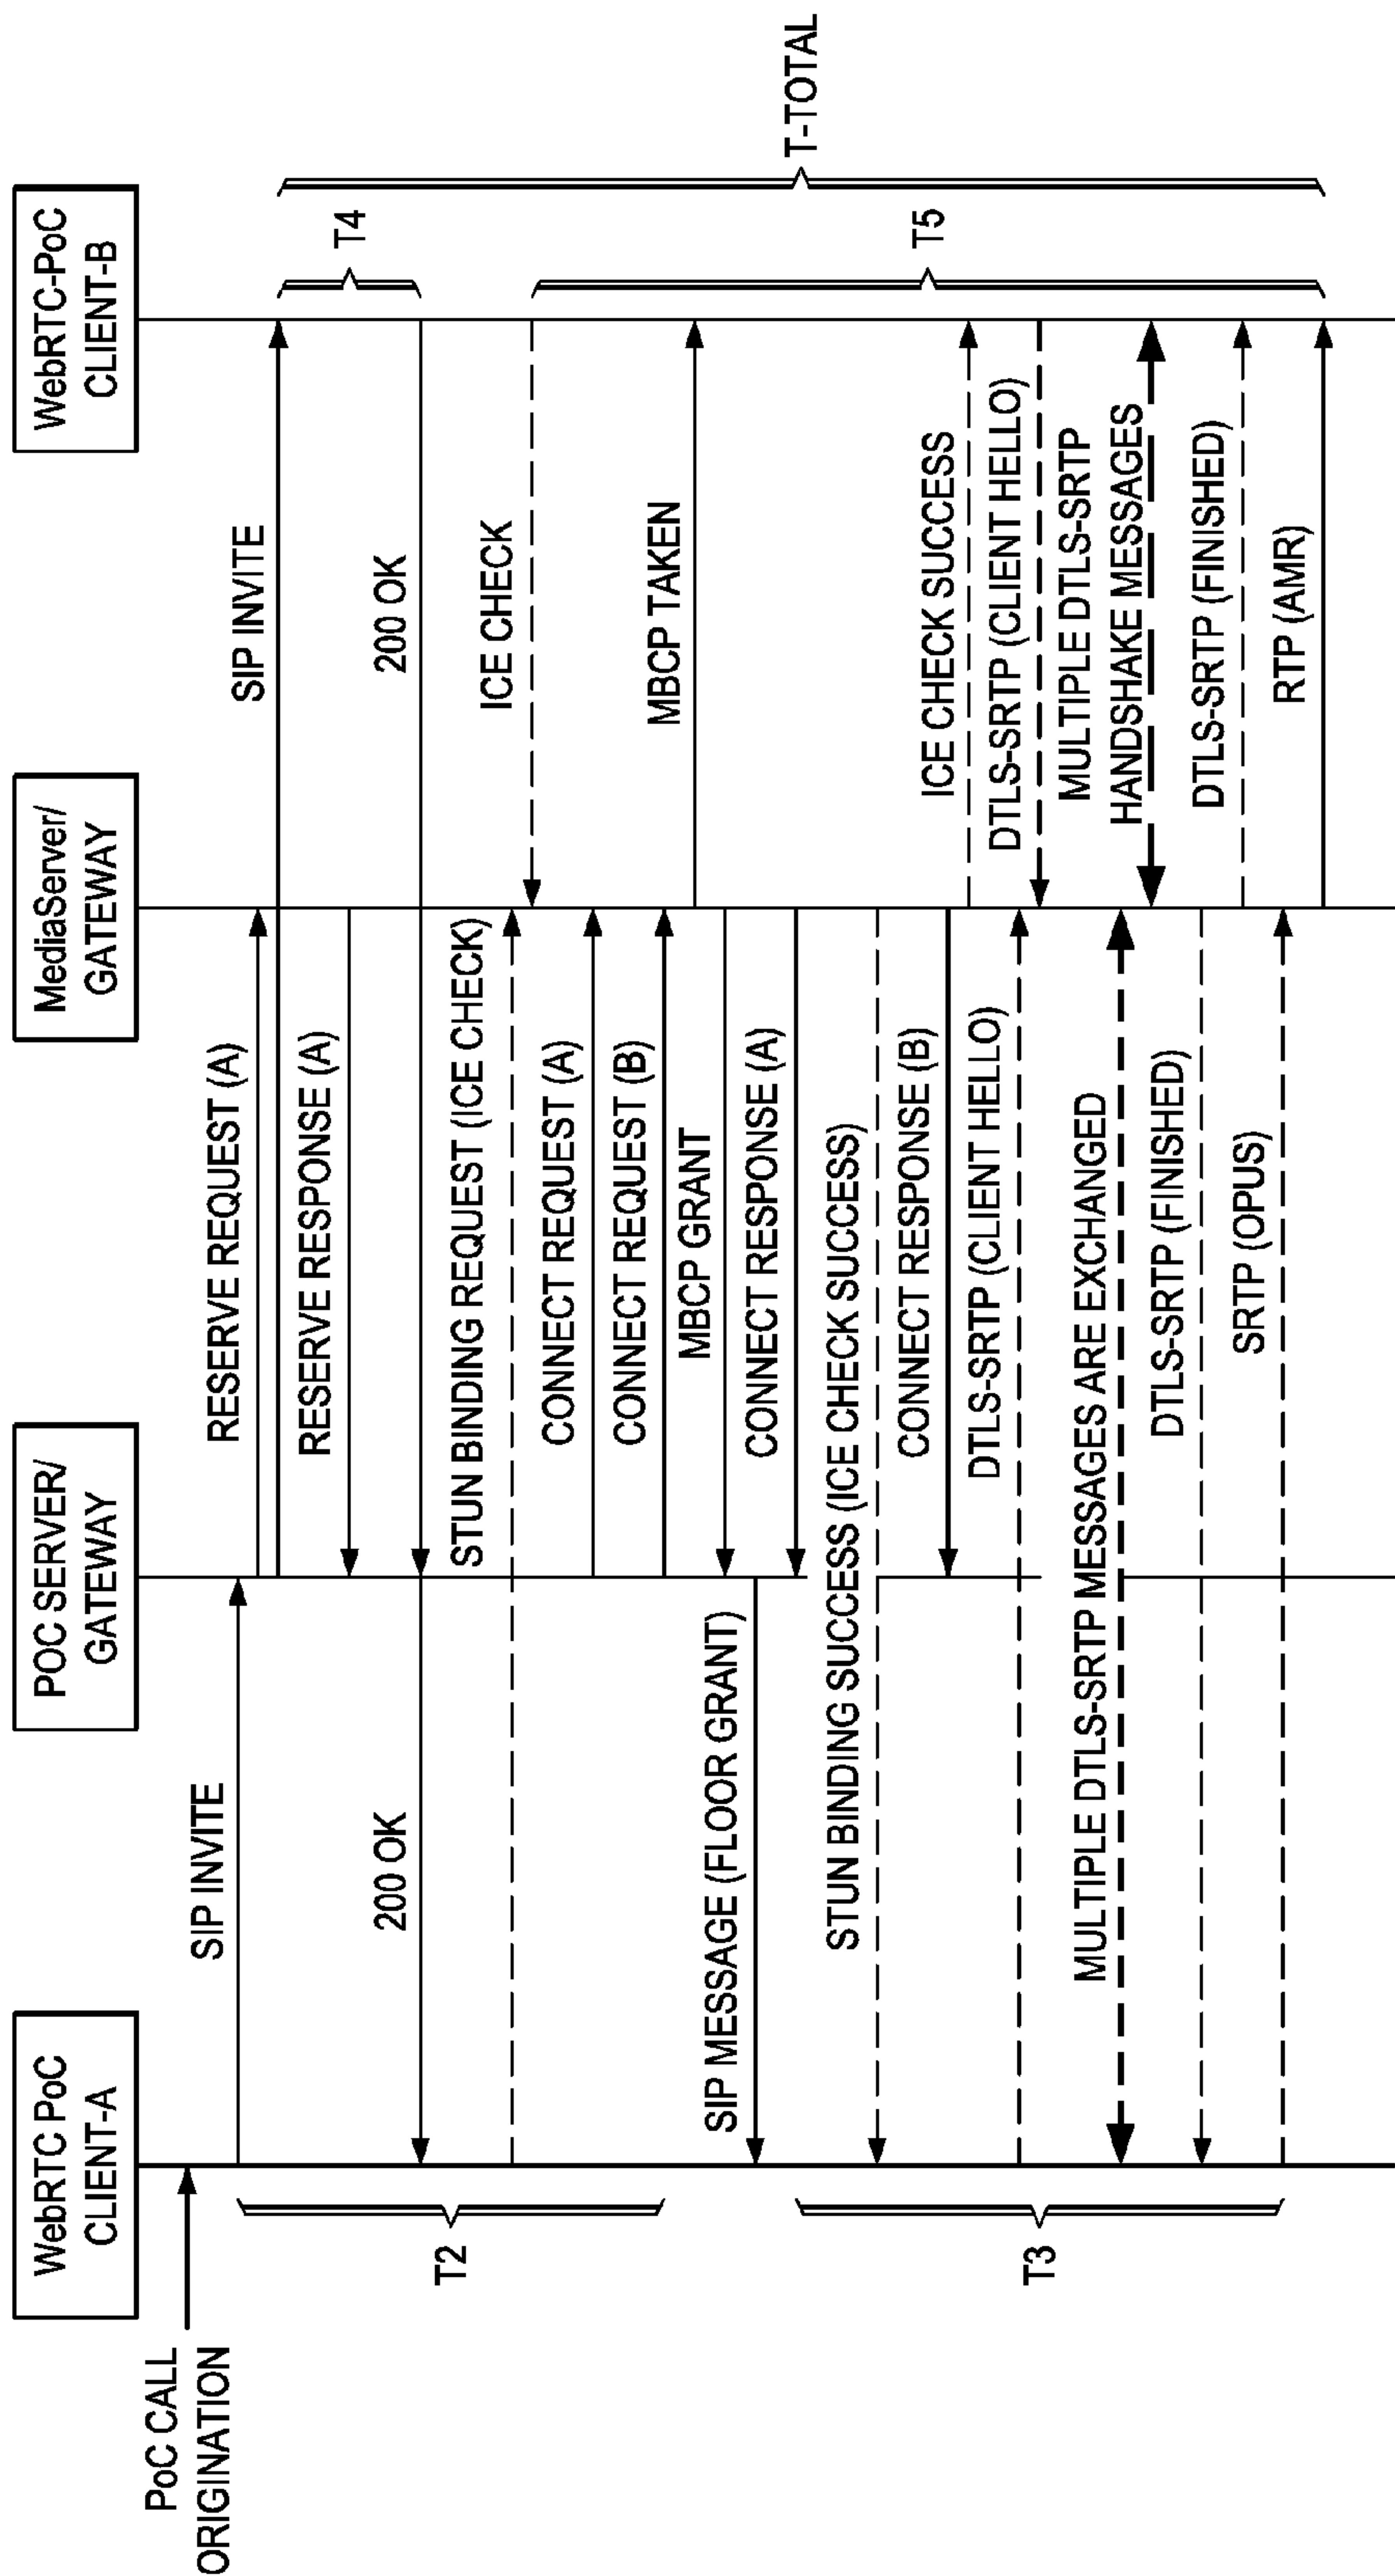 WebRTC PoC
CLIENT-A
POC SERVER/
GATEWAY
MediaServer/
GATEWAY
WebRTC-PoC
CLIENT-B
PoC CALL
ORIGINATION
SIP INVITE
RESERVE REQUEST (A)
SIP INVITE
RESERVE RESPONSE (A)
T4
200 OK
200 OK
T2
STUN BINDING REQUEST (ICE CHECK)
ICE CHECK
CONNECT REQUEST (A)
CONNECT REQUEST (B)
MBCP TAKEN
MBCP GRANT
SIP MESSAGE (FLOOR GRANT)
CONNECT RESPONSE (A)
T-TOTAL
STUN BINDING SUCCESS (ICE CHECK SUCCESS)
CONNECT RESPONSE (B)
ICE CHECK SUCCESS
T5
DTLS-SRTP (CLIENT HELLO)
DTLS-SRTP (CLIENT HELLO)
T3
MULTIPLE DTLS-SRTP MESSAGES ARE EXCHANGED
MULTIPLE DTLS-SRTP
HANDSHAKE MESSAGES
DTLS-SRTP (FINISHED)
DTLS-SRTP (FINISHED)
SRTP (OPUS)
RTP (AMR)